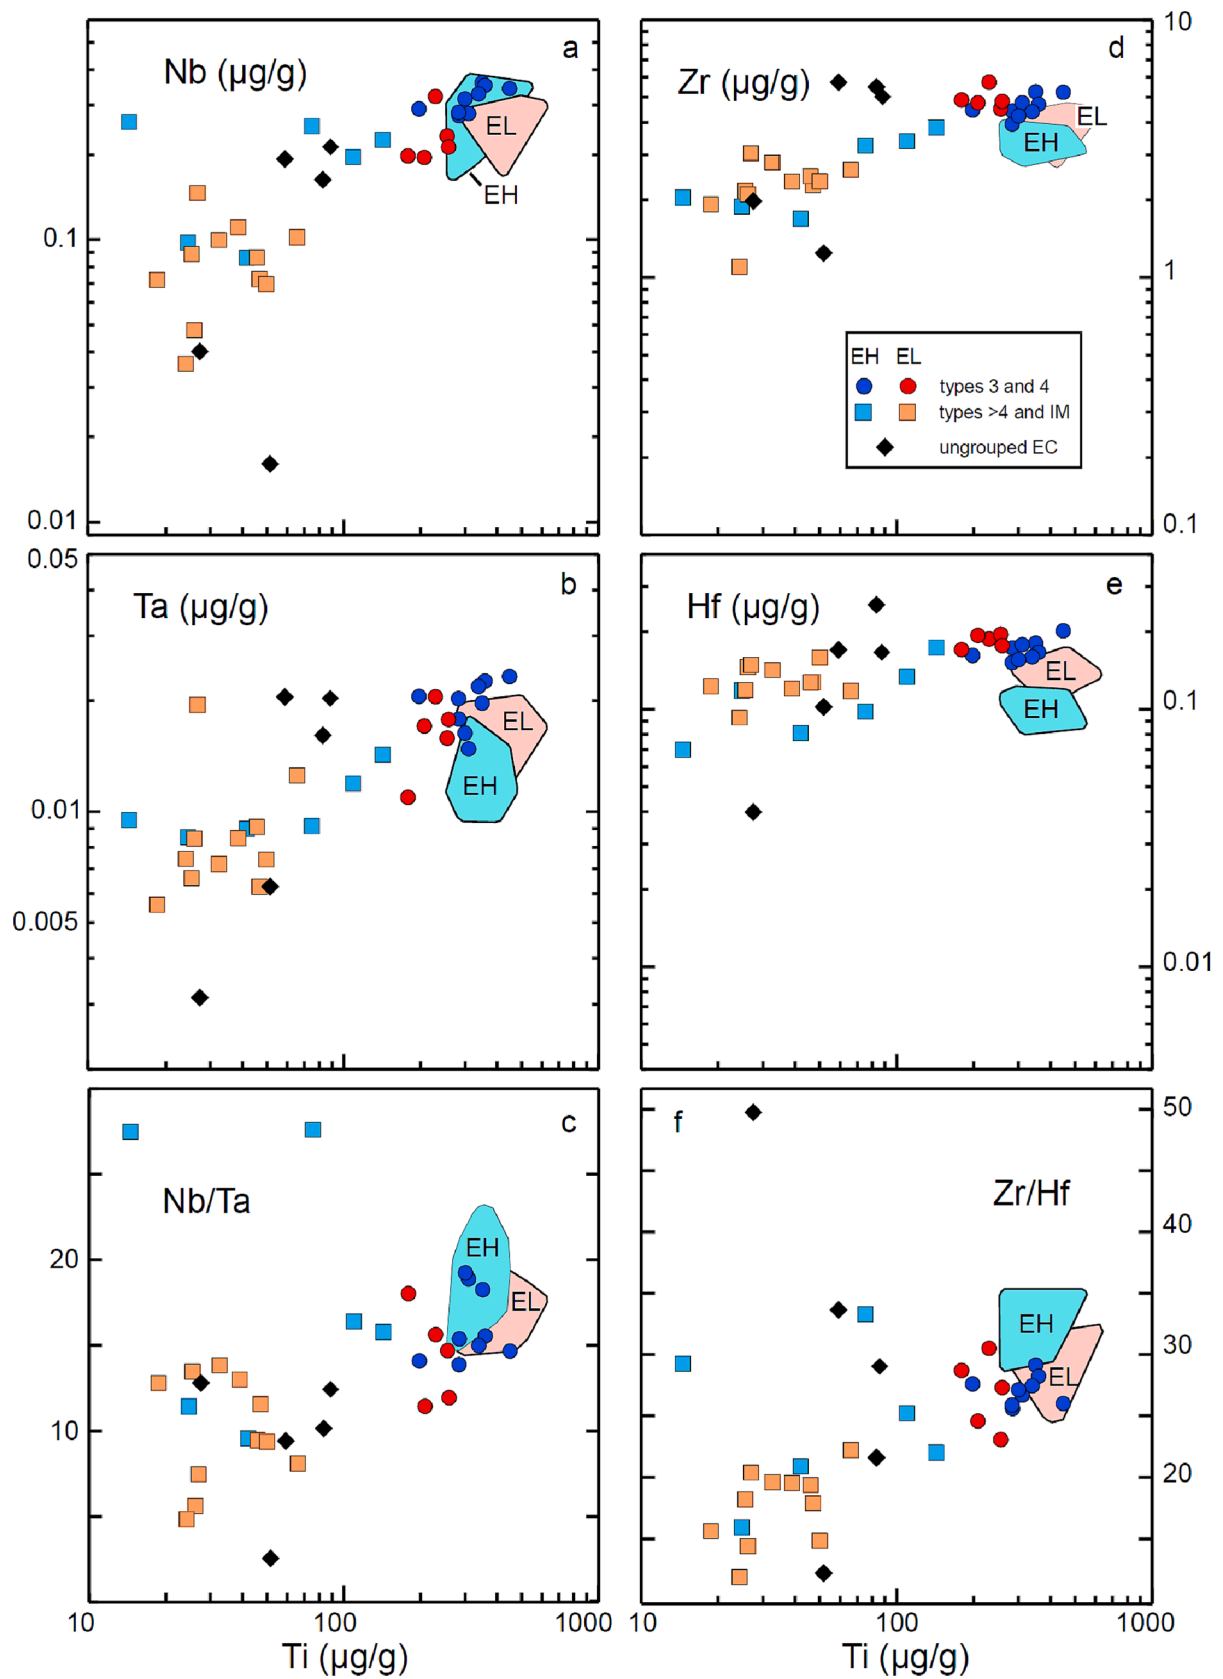 a
Nb (µg/g)
EL
EH
0.1
0.01
d
10
Zr (µg/g)
EL
EH
1
EH EL
types 3 and 4
types >4 and IM
ungrouped EC
0.1
0.05
b
Ta (µg/g)
EL
EH
0.01
0.005
e
Hf (µg/g)
EL
EH
0.1
0.01
c
Nb/Ta
EH
EL
20
10
10 100 1000
Ti (µg/g)
f
50
Zr/Hf
40
EH
30
EL
20
10 100 1000
Ti (µg/g)